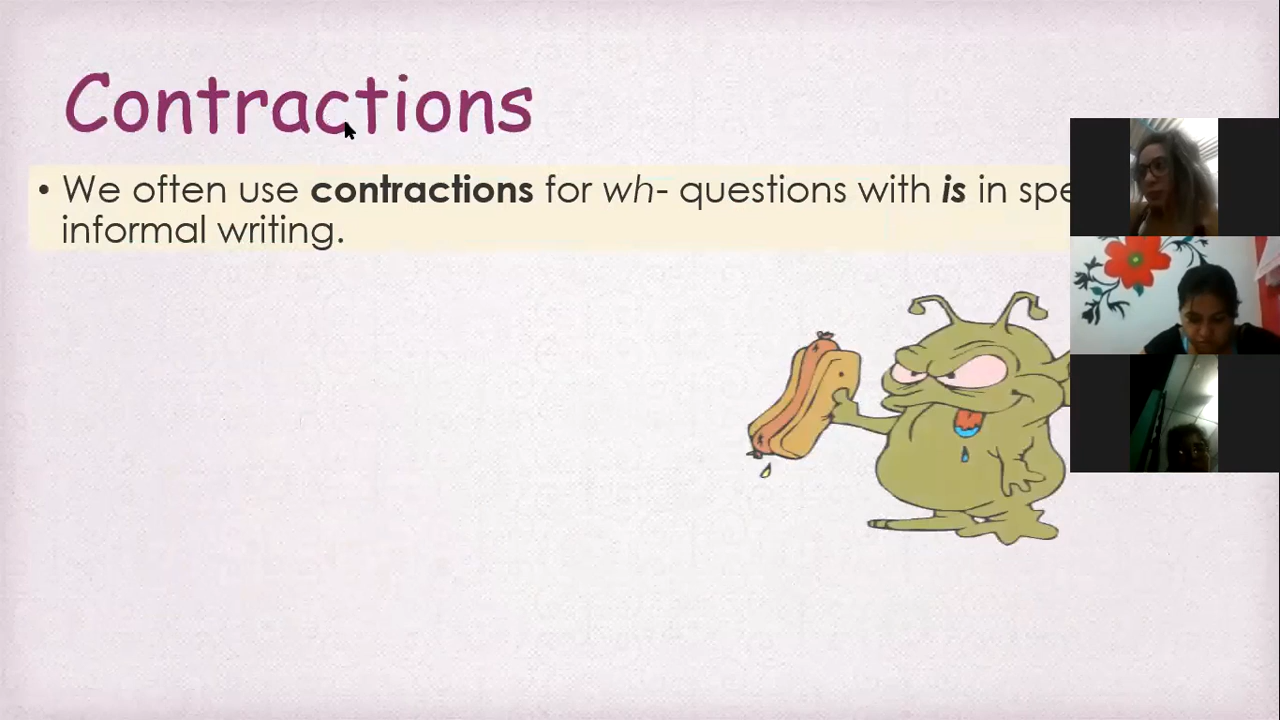 Contractions
• We often use contractions for wh- questions with is in spe
informal writing.